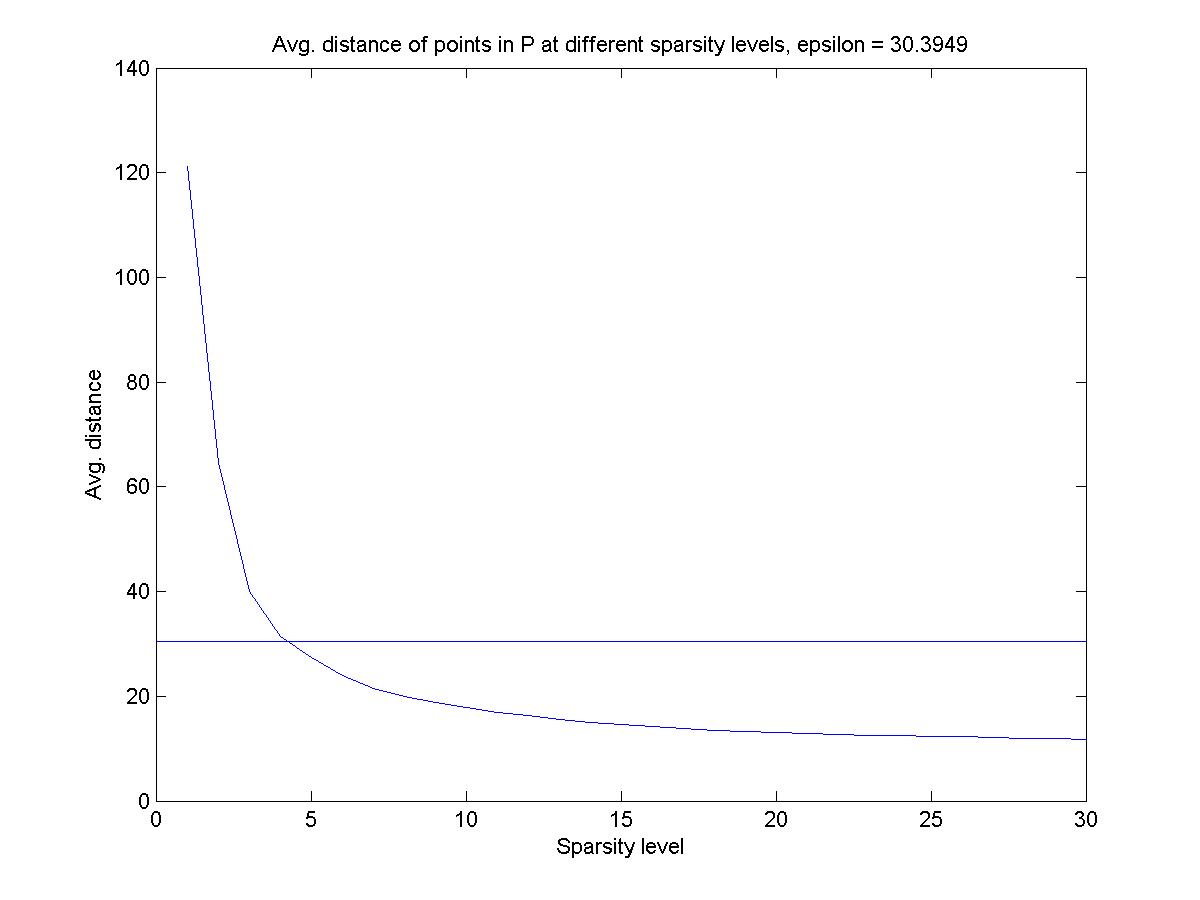 Avg. distance of points in P at different sparsity levels, epsilon = 30.3949
140
120
100
80
60
40
20
0
Avg. distance
0 5 10 15 20 25 30
Sparsity level